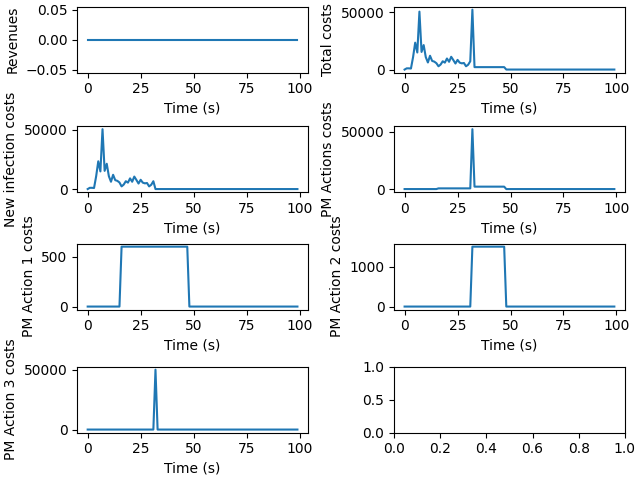 Revenues
0.05
0.00
−0.05
0 25 50 75 100
Time (s)
Total costs
50000
0
0 25 50 75 100
Time (s)
New infection costs
50000
0
0 25 50 75 100
Time (s)
PM Actions costs
50000
0
0 25 50 75 100
Time (s)
PM Action 1 costs
500
0
0 25 50 75 100
Time (s)
PM Action 2 costs
1000
0
0 25 50 75 100
Time (s)
PM Action 3 costs
50000
0
0 25 50 75 100
Time (s)
1.0
0.5
0.0
0.0 0.2 0.4 0.6 0.8 1.0